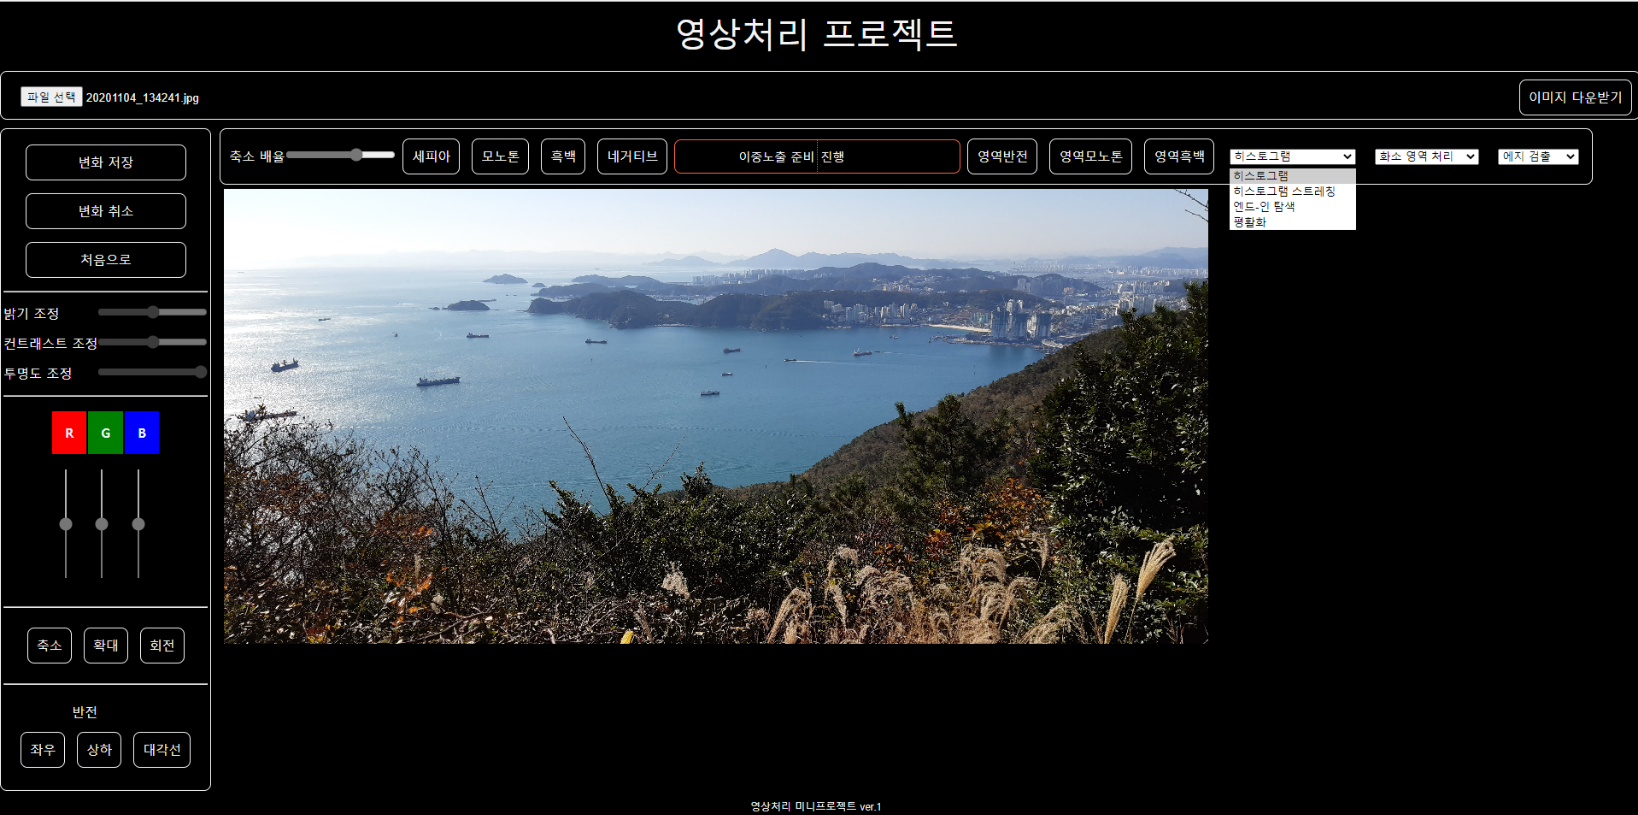 영상처리 프로젝트
파일 선택 20201104_134241.jpg
이미지 다운받기
변화 저장
변화 취소
처음으로
밝기 조정
컨트래스트 조정
투명도 조정
R G B
축소 확대 회전
반전
좌우 상하 대각선
축소 배율 세피아 모노톤 흑백 네거티브 이중노출 준비 진행 영역반전 영역모노톤 영역흑백 히스토그램 화소 영역 처리 에지 검출
히스토그램
히스토그램 스트레칭
엔드-인 탐색
평활화
영상처리 미니프로젝트 ver.1